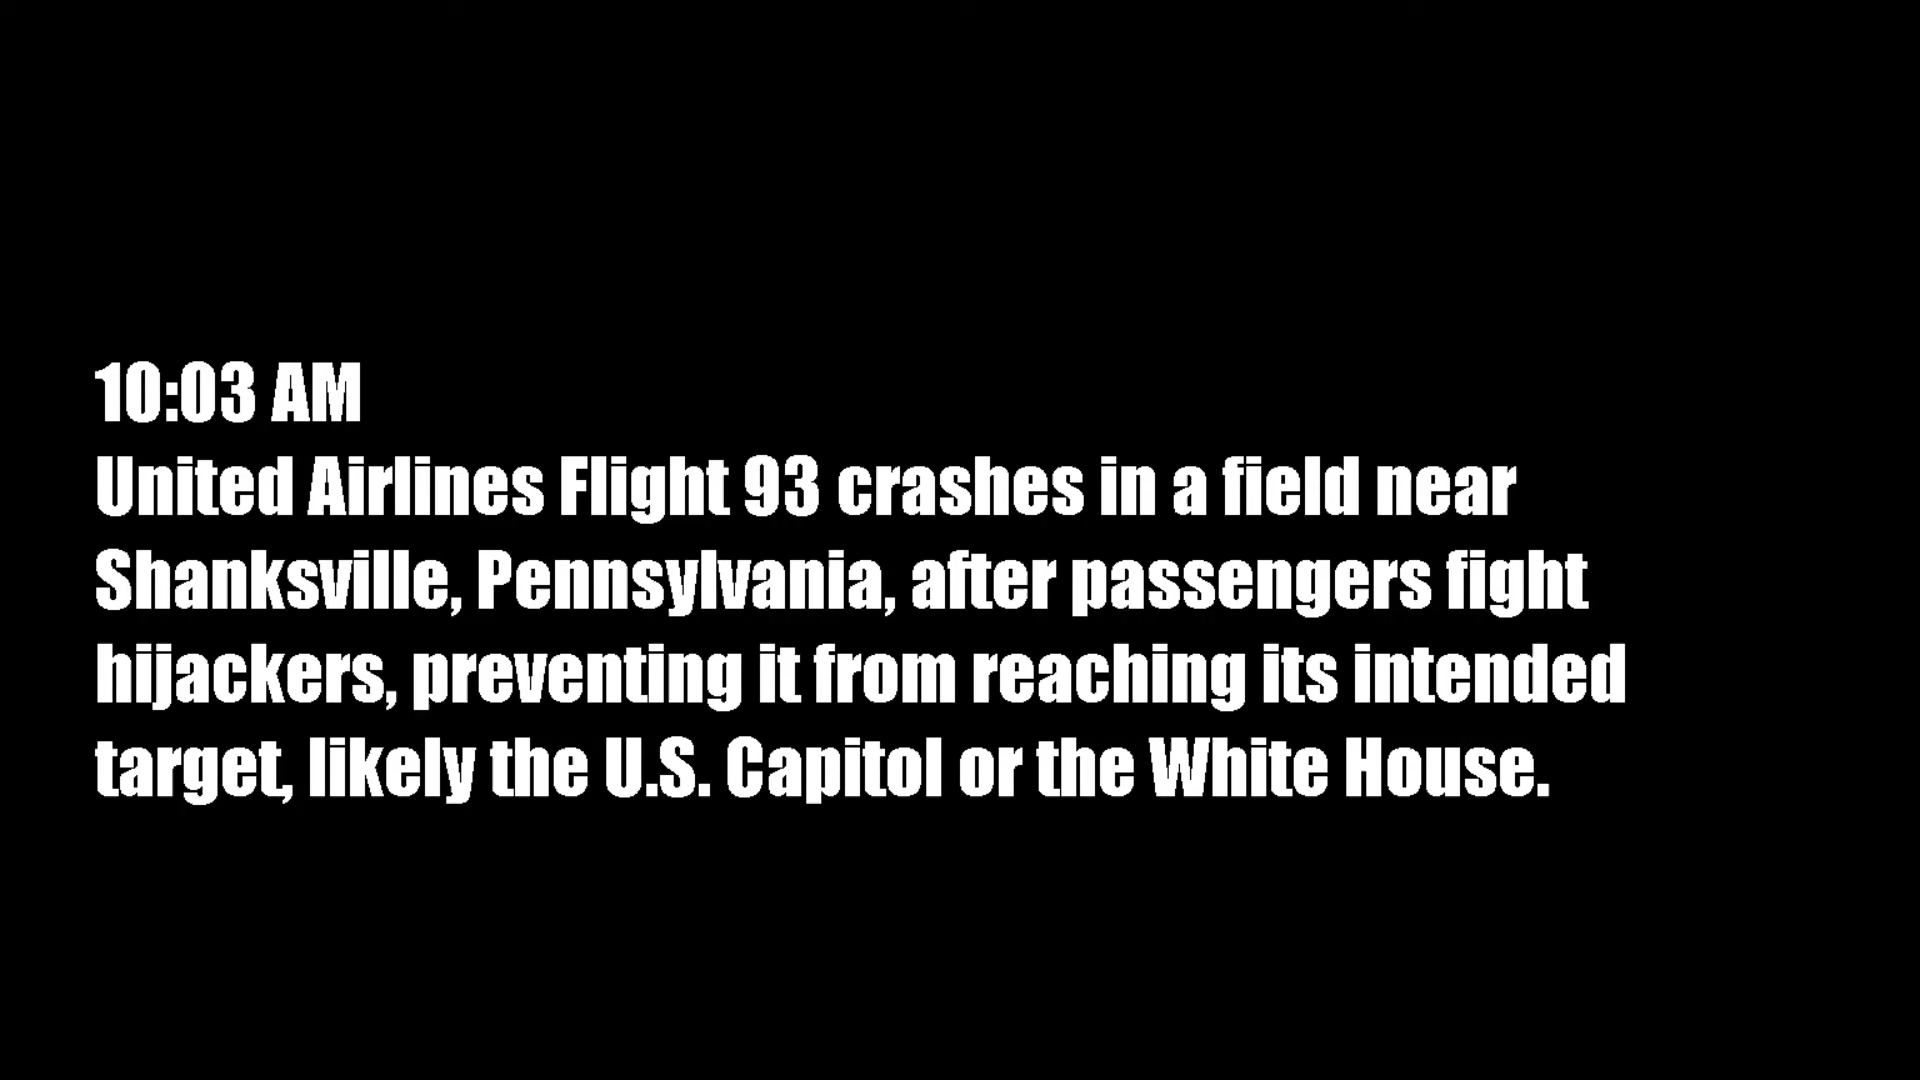 10:03 AM
United Airlines Flight 93 crashes in a field near
Shanksville, Pennsylvania, after passengers fight
hijackers, preventing it from reaching its intended
target, likely the U.S. Capitol or the White House.